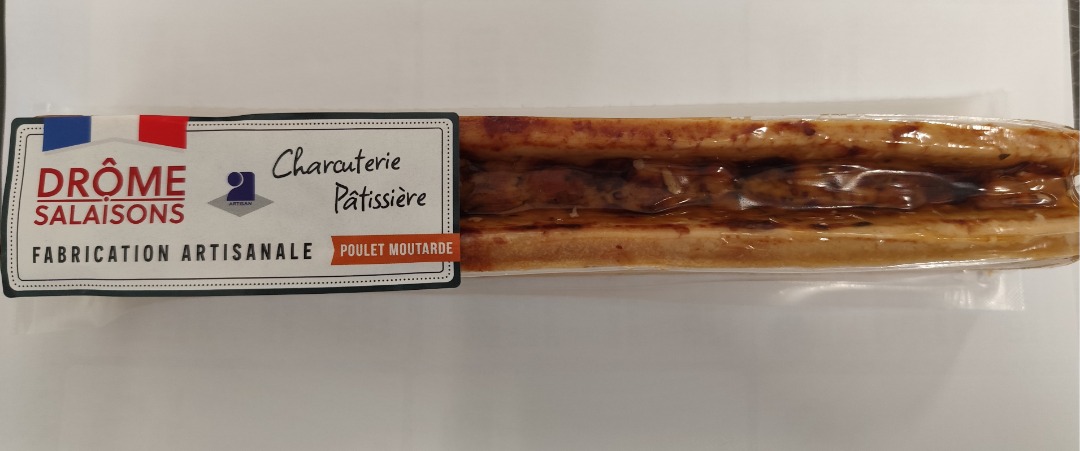 DRÔME
SALAISONS
ARTISAN
Charcuterie
Pâtissière
FABRICATION ARTISANALE
POULET MOUTARDE